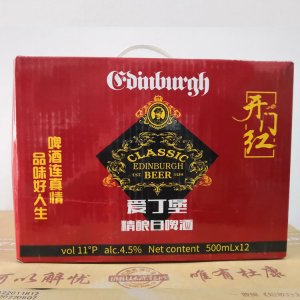 Edinburgh
开门红
啤酒连真情
品味好人生
CLASSIC
EDINBURGH
BEER
爱丁堡
精酿白啤酒
vol 11°P alc.4.5% Net content 500mLx12
可以解忧 唯有杜康